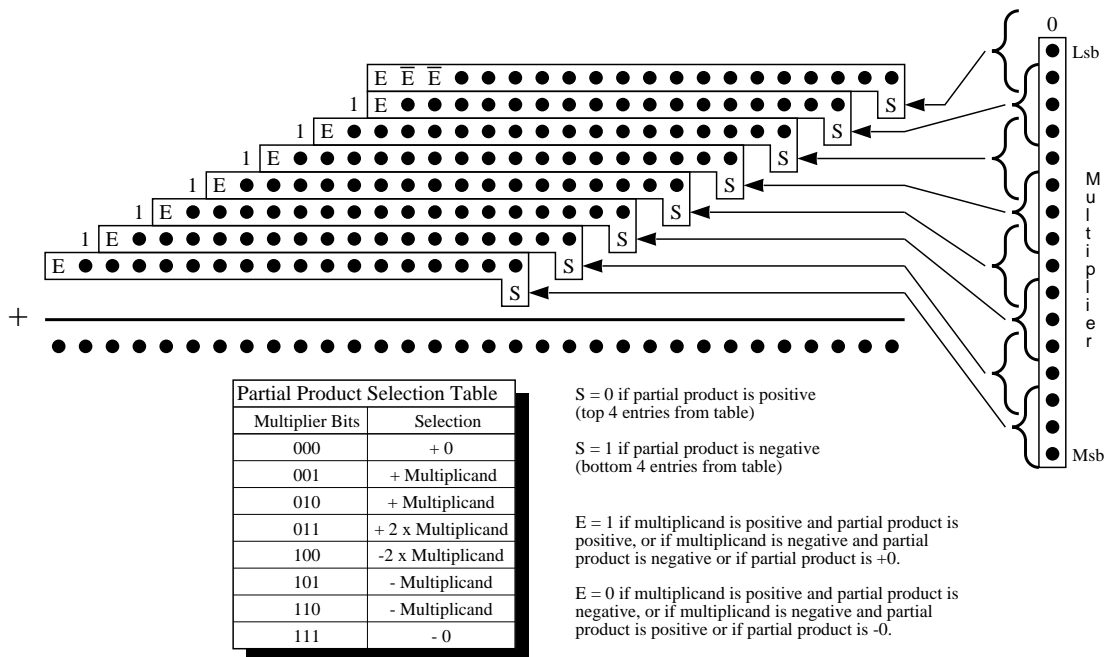 0
Lsb
E E̅ E̅
1 E S
1 E S
1 E S
1 E S
1 E S
1 E S
E S
S
+
Multiplier
Msb
Partial Product Selection Table
Multiplier Bits Selection
000 + 0
001 + Multiplicand
010 + Multiplicand
011 + 2 x Multiplicand
100 -2 x Multiplicand
101 - Multiplicand
110 - Multiplicand
111 - 0
S = 0 if partial product is positive
(top 4 entries from table)
S = 1 if partial product is negative
(bottom 4 entries from table)
E = 1 if multiplicand is positive and partial product is
positive, or if multiplicand is negative and partial
product is negative or if partial product is +0.
E = 0 if multiplicand is positive and partial product is
negative, or if multiplicand is negative and partial
product is positive or if partial product is -0.